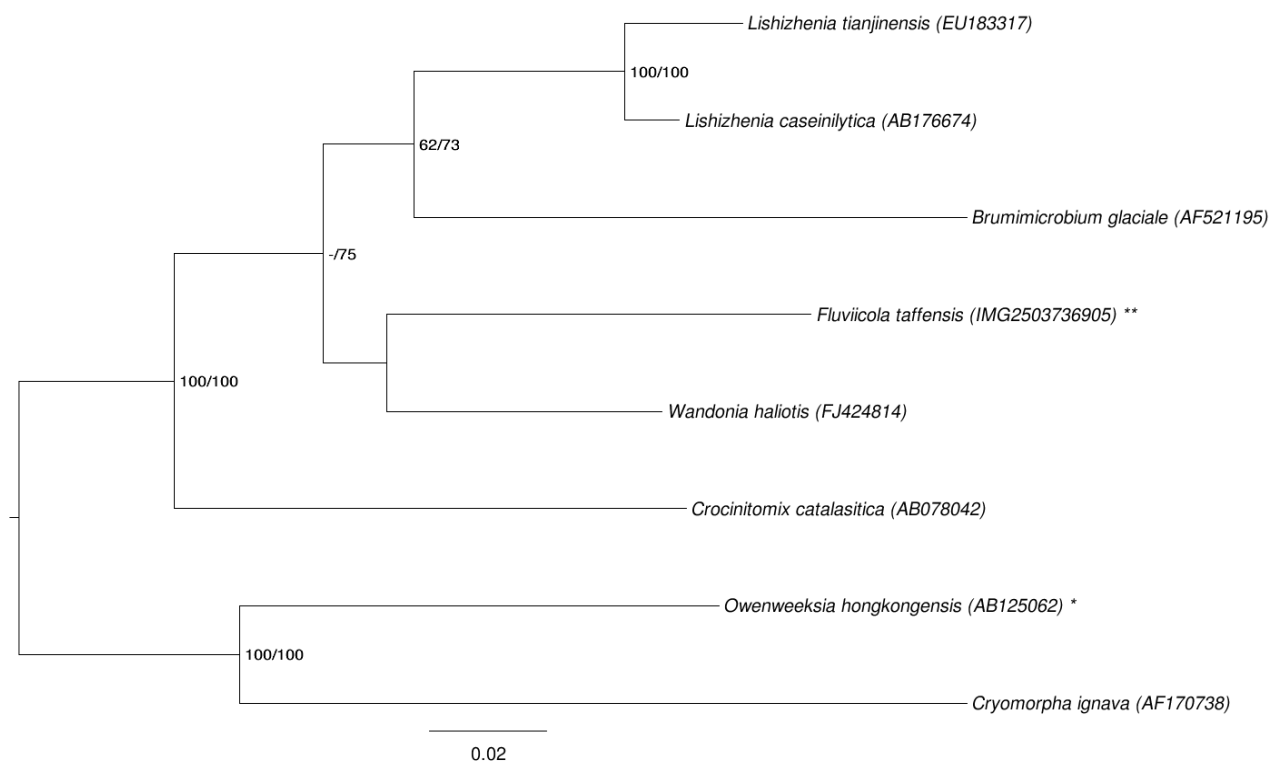 Lishizhenia tianjinensis (EU183317)
100/100
Lishizhenia caseinilytica (AB176674)
62/73
Brumimicrobium glaciale (AF521195)
-/75
Fluviicola taffensis (IMG2503736905) **
100/100
Wandonia haliotis (FJ424814)
Crocinitomix catalasitica (AB078042)
Owenweeksia hongkongensis (AB125062) *
100/100
Cryomorpha ignava (AF170738)
0.02